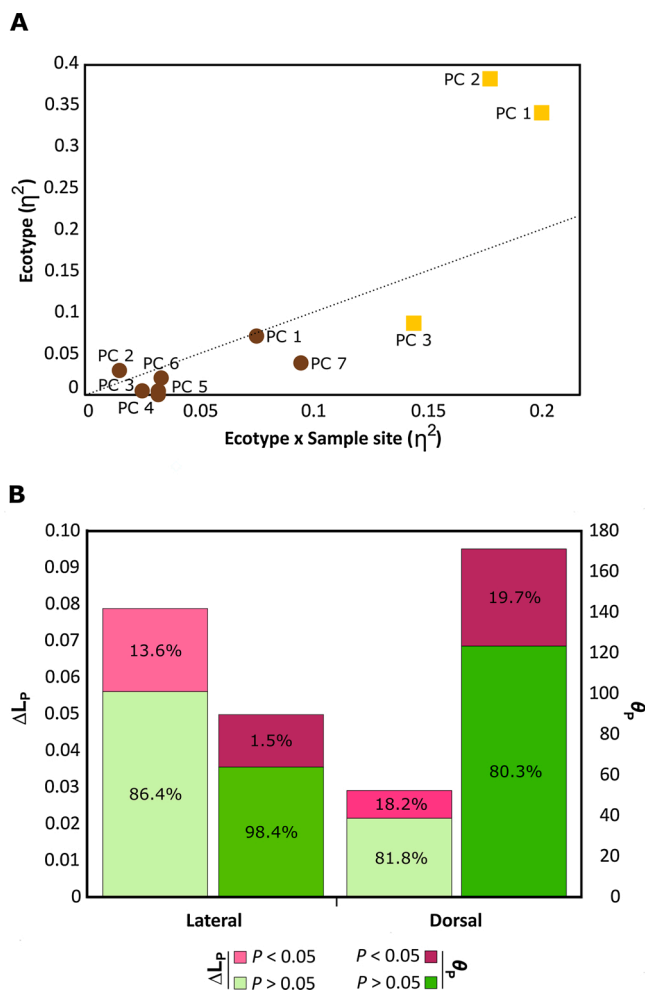 A
0.4
0.35
0.3
0.25
0.2
0.15
0.1
0.05
0
Ecotype (η²)
PC 2
PC 1
PC 3
PC 1
PC 7
PC 2
PC 6
PC 3
PC 5
PC 4
0 0.05 0.1 0.15 0.2
Ecotype x Sample site (η²)
B
0.10
0.09
0.08
0.07
0.06
0.05
0.04
0.03
0.02
0.01
0
ΔLP
180
160
140
120
100
80
60
40
20
0
θP
13.6%
86.4%
1.5%
98.4%
18.2%
81.8%
19.7%
80.3%
Lateral Dorsal
ΔLP
P < 0.05
P > 0.05
P < 0.05
P > 0.05
θP